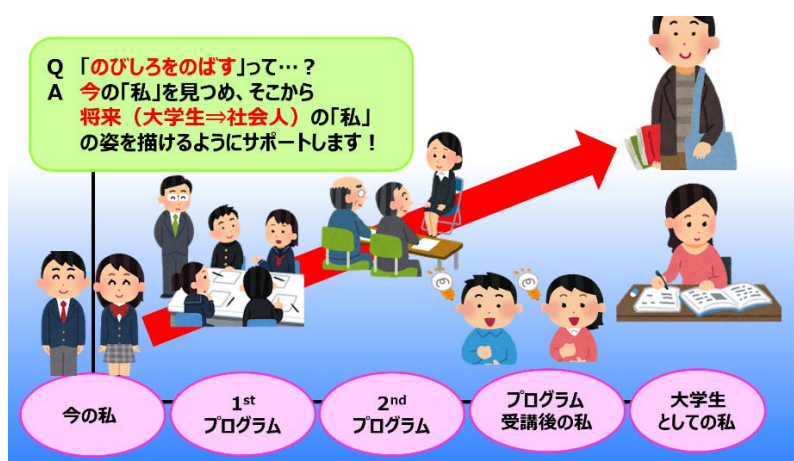 Q 「のびしろをのばす」って…？
A 今の「私」を見つめ、そこから
将来（大学生⇒社会人）の「私」
の姿を描けるようにサポートします！
今の私
1st
プログラム
2nd
プログラム
プログラム
受講後の私
大学生
としての私